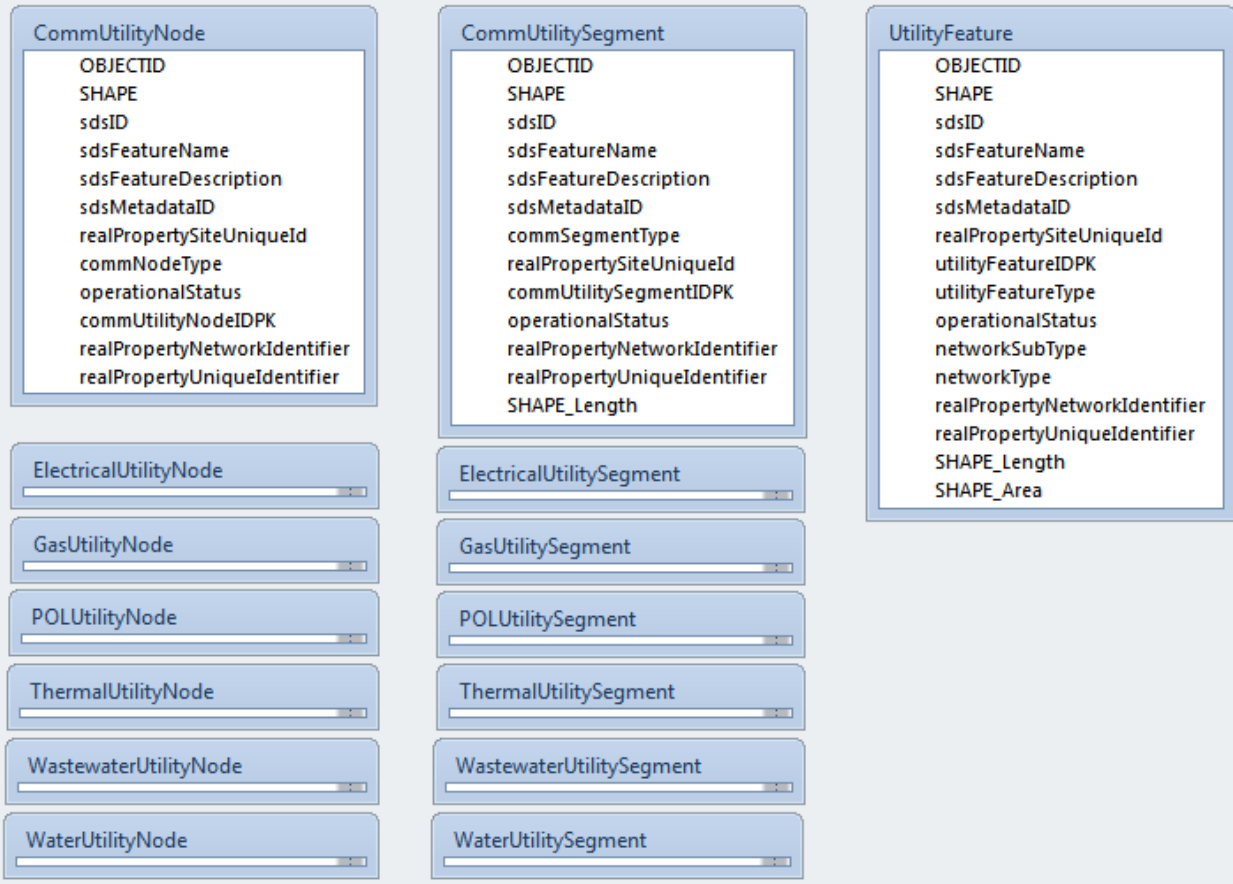 CommUtilityNode
OBJECTID
SHAPE
sdsID
sdsFeatureName
sdsFeatureDescription
sdsMetadataID
realPropertySiteUniqueId
commNodeType
operationalStatus
commUtilityNodeIDPK
realPropertyNetworkIdentifier
realPropertyUniqueIdentifier
ElectricalUtilityNode
GasUtilityNode
POLUtilityNode
ThermalUtilityNode
WastewaterUtilityNode
WaterUtilityNode
CommUtilitySegment
OBJECTID
SHAPE
sdsID
sdsFeatureName
sdsFeatureDescription
sdsMetadataID
commSegmentType
realPropertySiteUniqueId
commUtilitySegmentIDPK
operationalStatus
realPropertyNetworkIdentifier
realPropertyUniqueIdentifier
SHAPE_Length
ElectricalUtilitySegment
GasUtilitySegment
POLUtilitySegment
ThermalUtilitySegment
WastewaterUtilitySegment
WaterUtilitySegment
UtilityFeature
OBJECTID
SHAPE
sdsID
sdsFeatureName
sdsFeatureDescription
sdsMetadataID
realPropertySiteUniqueId
utilityFeatureIDPK
utilityFeatureType
operationalStatus
networkSubType
networkType
realPropertyNetworkIdentifier
realPropertyUniqueIdentifier
SHAPE_Length
SHAPE_Area